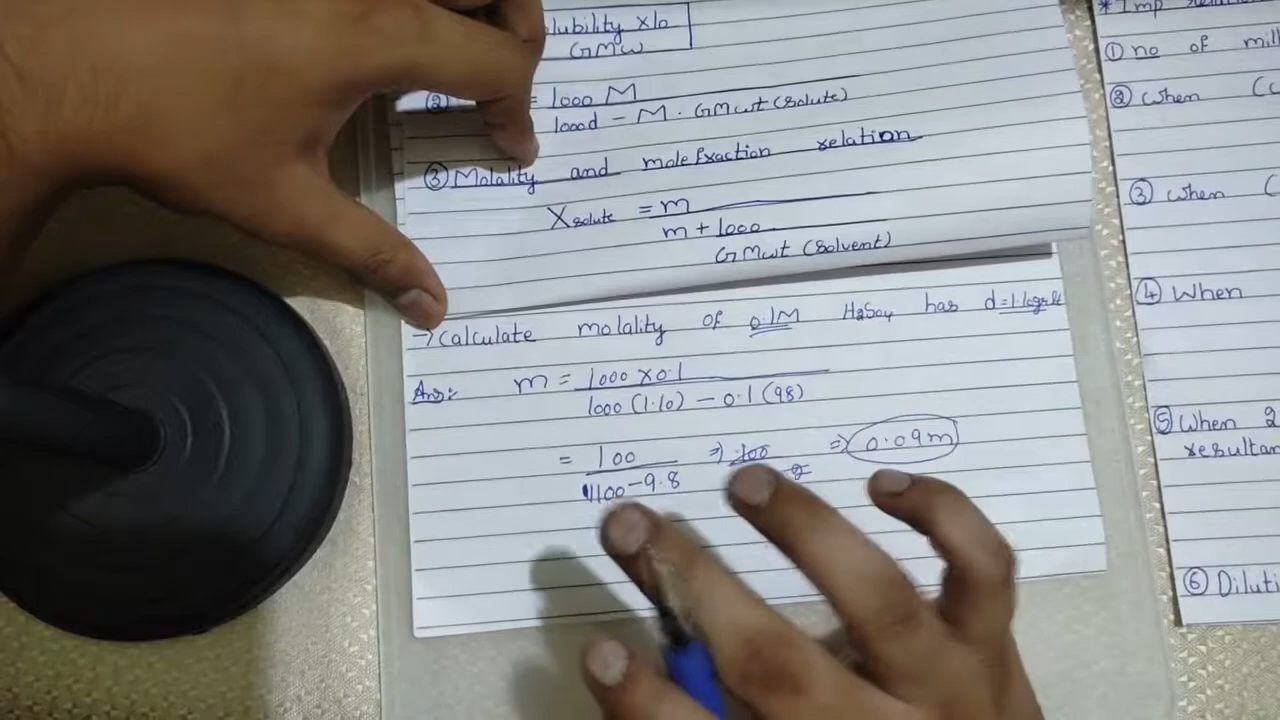 lubility x10
GMW
② = 1000 M
1000d - M . GMwt (solute)
③ Molality and mole fraction relation
X solute = m
m + 1000
GMwt (solvent)
→ Calculate molality of 0.1M H2SO4 has d = 1.10gr/
Ans: m = 1000 x 0.1
1000 (1.10) - 0.1 (98)
= 100 ⇒ 100 ⇒ 0.09m
1100 - 9.8
* Imp
① no of mill
② when
③ when (
④ When
⑤ When 2
resultan
⑥ Diluti